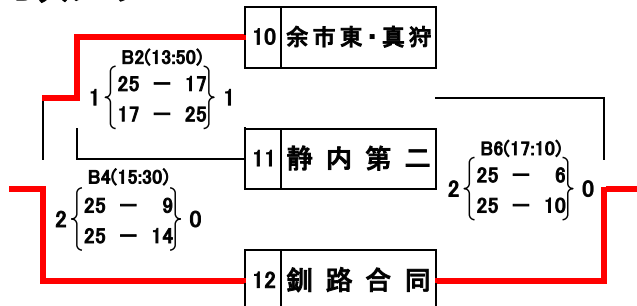 10 余市東・真狩
B2(13:50)
1 25 － 17 1
17 － 25
11 静内第二
B4(15:30)
2 25 － 9 0
25 － 14
B6(17:10)
2 25 － 6 0
25 － 10
12 釧路合同